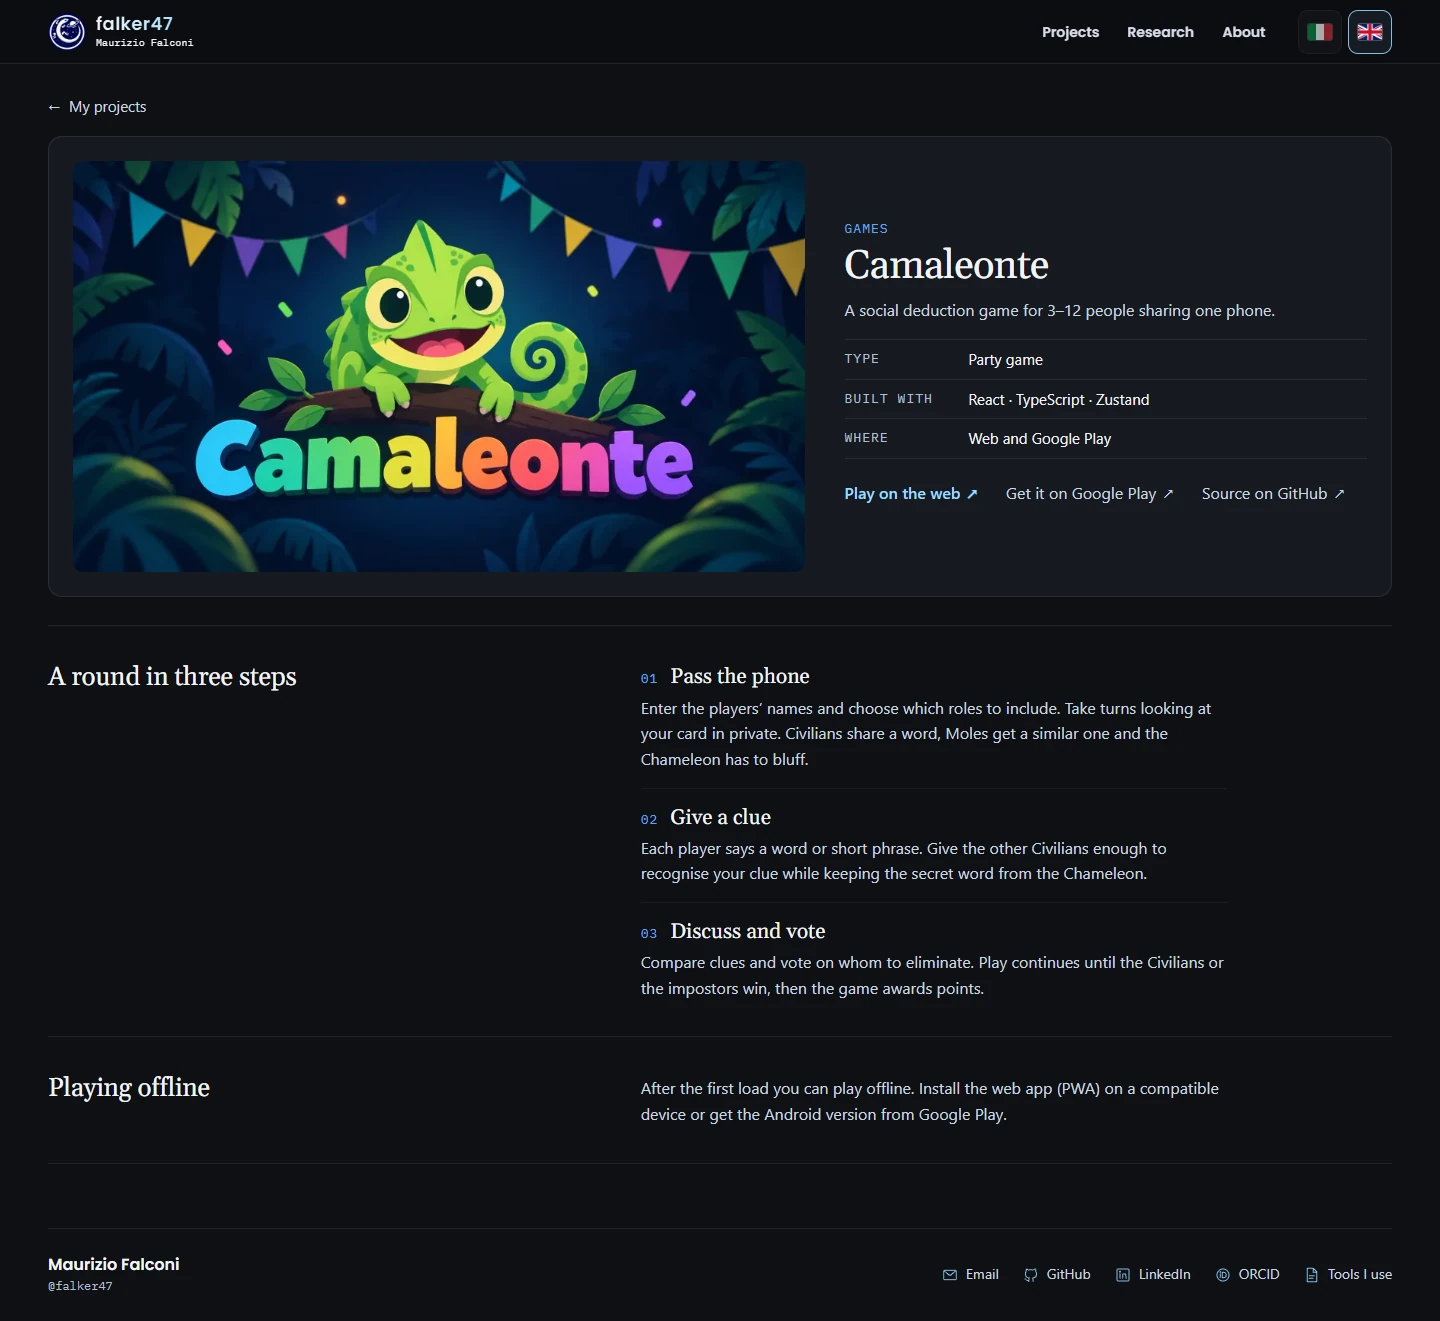 falker47
Maurizio Falconi
Projects
Research
About
← My projects
Camaleonte
GAMES
Camaleonte
A social deduction game for 3–12 people sharing one phone.
TYPE Party game
BUILT WITH React · TypeScript · Zustand
WHERE Web and Google Play
Play on the web ↗ Get it on Google Play ↗ Source on GitHub ↗
A round in three steps
01 Pass the phone
Enter the players’ names and choose which roles to include. Take turns looking at
your card in private. Civilians share a word, Moles get a similar one and the
Chameleon has to bluff.
02 Give a clue
Each player says a word or short phrase. Give the other Civilians enough to
recognise your clue while keeping the secret word from the Chameleon.
03 Discuss and vote
Compare clues and vote on whom to eliminate. Play continues until the Civilians or
the impostors win, then the game awards points.
Playing offline
After the first load you can play offline. Install the web app (PWA) on a compatible
device or get the Android version from Google Play.
Maurizio Falconi
@falker47
Email
GitHub
LinkedIn
ORCID
Tools I use